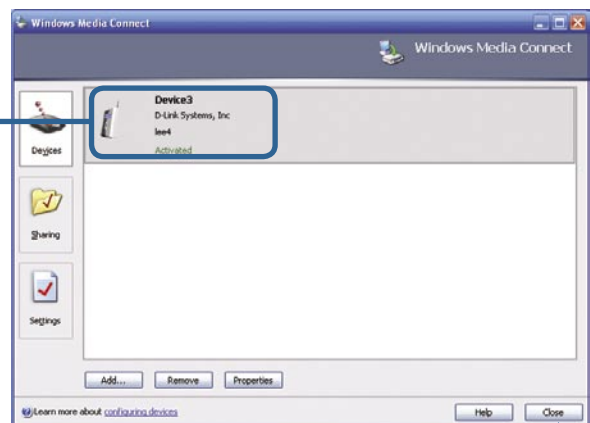 Windows Media Connect
Windows Media Connect
Devices
Device3
D-Link Systems, Inc
lee4
Activated
Sharing
Settings
Add...
Remove
Properties
Learn more about configuring devices
Help
Close